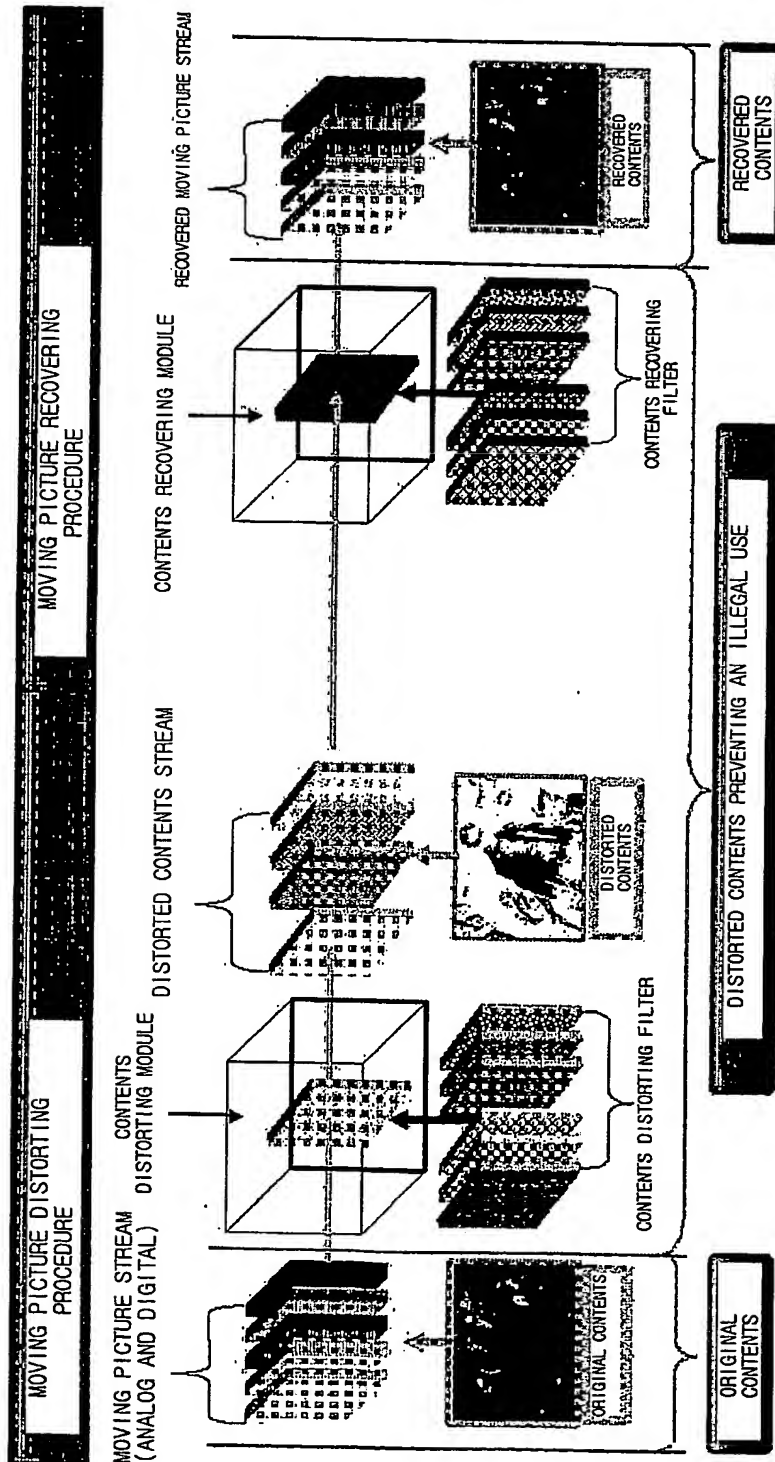 MOVING PICTURE DISTORTING
PROCEDURE
MOVING PICTURE RECOVERING
PROCEDURE
MOVING PICTURE STREAM
(ANALOG AND DIGITAL)
CONTENTS
DISTORTING MODULE
DISTORTED CONTENTS STREAM
CONTENTS RECOVERING MODULE
RECOVERED MOVING PICTURE STREAM
ORIGINAL CONTENTS
CONTENTS DISTORTING FILTER
DISTORTED
CONTENTS
CONTENTS RECOVERING
FILTER
RECOVERED
CONTENTS
ORIGINAL
CONTENTS
DISTORTED CONTENTS PREVENTING AN ILLEGAL USE
RECOVERED
CONTENTS